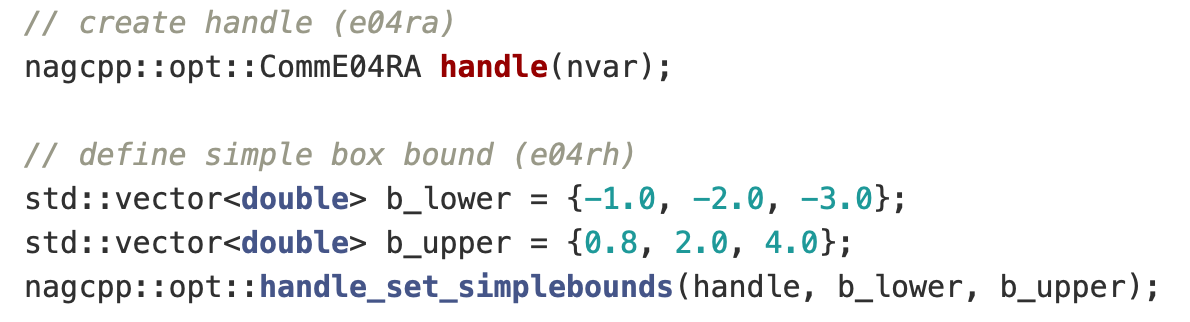 // create handle (e04ra)
nagcpp::opt::CommE04RA handle(nvar);
// define simple box bound (e04rh)
std::vector<double> b_lower = {-1.0, -2.0, -3.0};
std::vector<double> b_upper = {0.8, 2.0, 4.0};
nagcpp::opt::handle_set_simplebounds(handle, b_lower, b_upper);